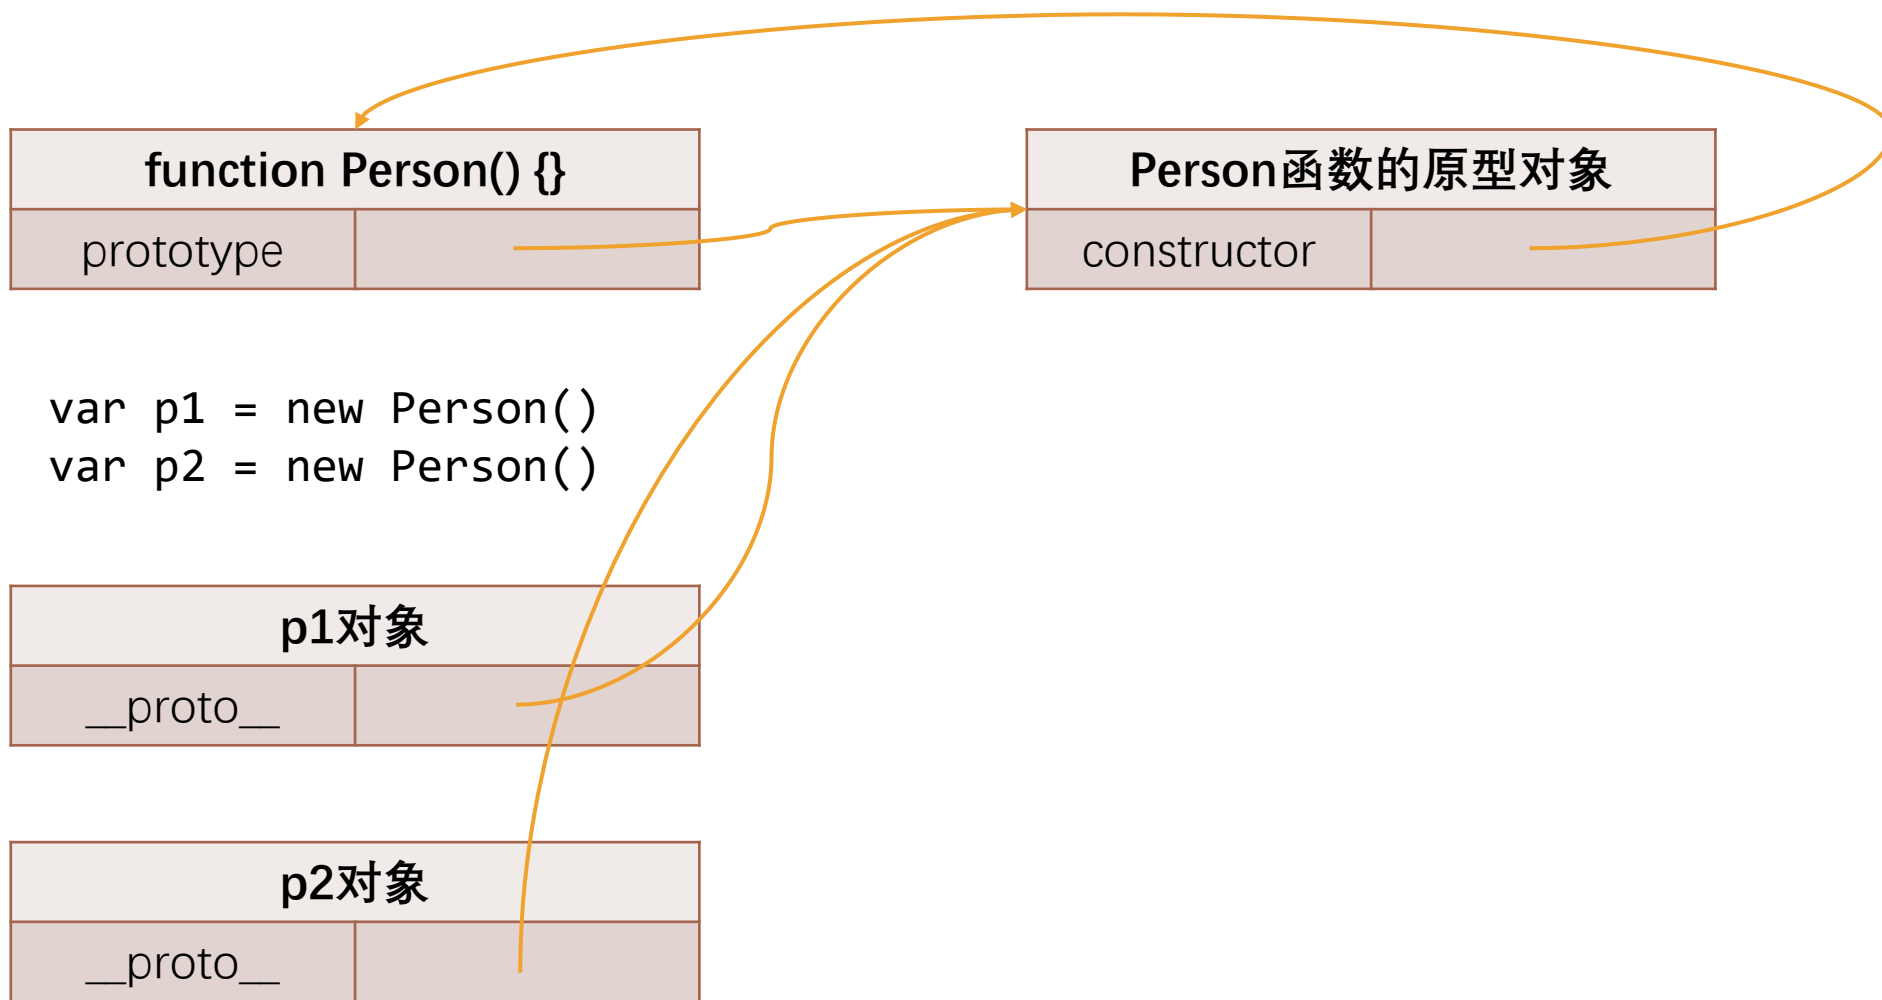 function Person() {}
Person函数的原型对象
prototype
constructor
var p1 = new Person()
var p2 = new Person()
p1对象
__proto__
p2对象
__proto__